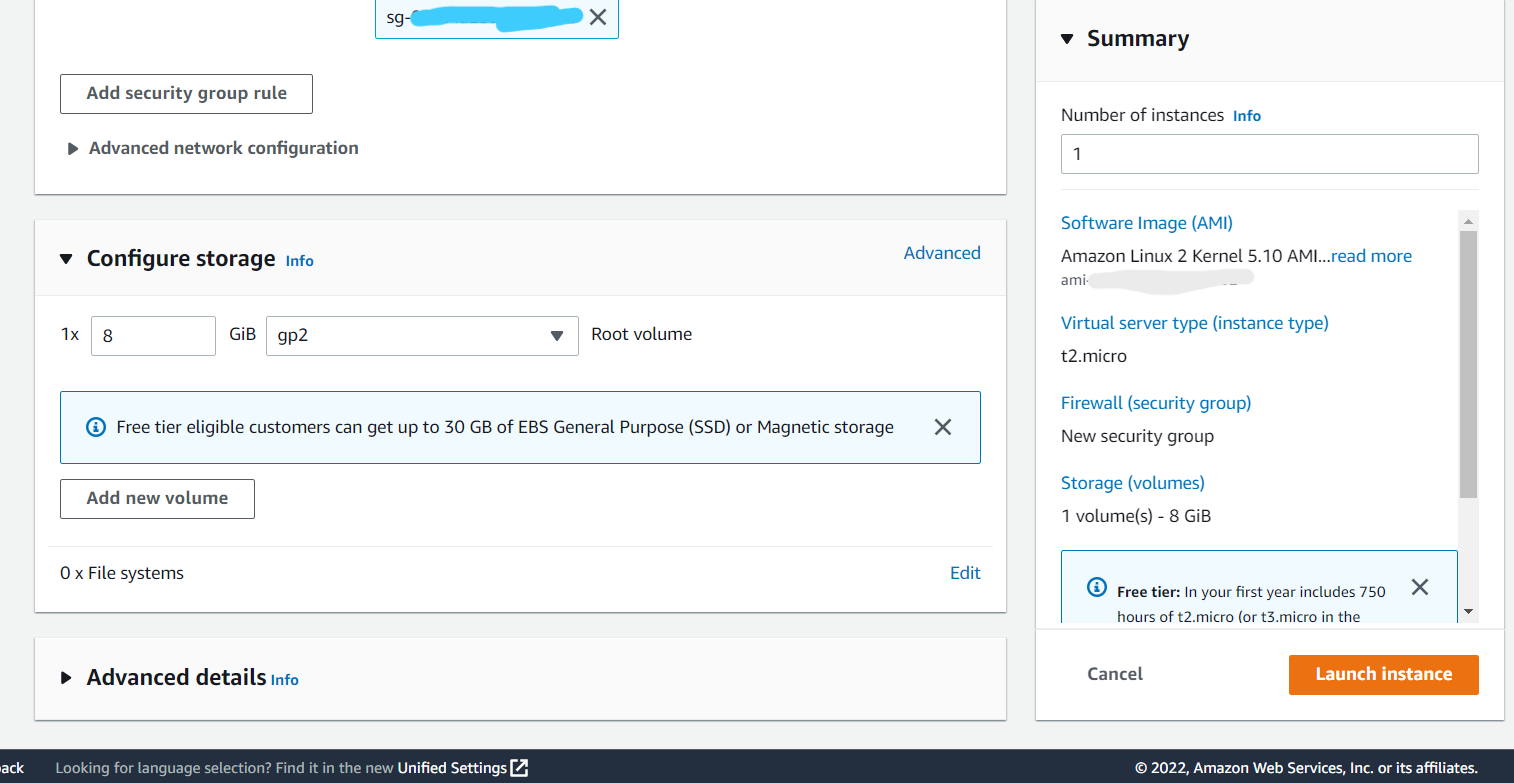 sg-
Add security group rule
Advanced network configuration
Configure storage Info
Advanced
1x 8 GiB gp2 Root volume
Free tier eligible customers can get up to 30 GB of EBS General Purpose (SSD) or Magnetic storage
Add new volume
0 x File systems
Edit
Advanced details Info
Summary
Number of instances Info
1
Software Image (AMI)
Amazon Linux 2 Kernel 5.10 AMI...read more
ami-
Virtual server type (instance type)
t2.micro
Firewall (security group)
New security group
Storage (volumes)
1 volume(s) - 8 GiB
Free tier: In your first year includes 750
hours of t2.micro (or t3.micro in the
Cancel
Launch instance
Looking for language selection? Find it in the new Unified Settings
© 2022, Amazon Web Services, Inc. or its affiliates.